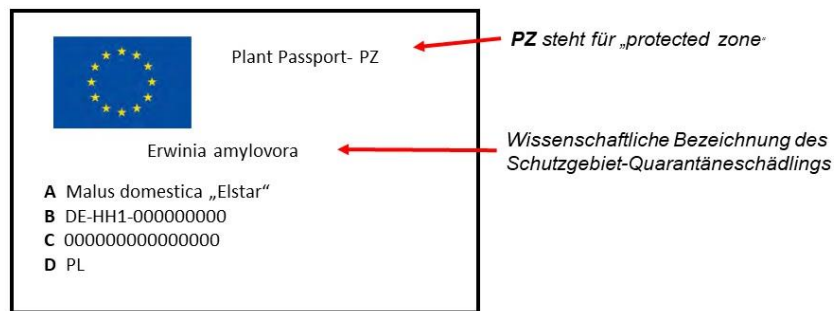 Plant Passport- PZ
PZ steht für „protected zone“
Erwinia amylovora
Wissenschaftliche Bezeichnung des
Schutzgebiet-Quarantäneschädlings
A Malus domestica „Elstar“
B DE-HH1-000000000
C 000000000000000
D PL